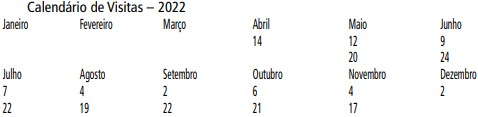 Calendário de Visitas – 2022
Janeiro Fevereiro Março Abril Maio Junho
14 12 9
20 24
Julho Agosto Setembro Outubro Novembro Dezembro
7 4 2 6 4 2
22 19 22 21 17